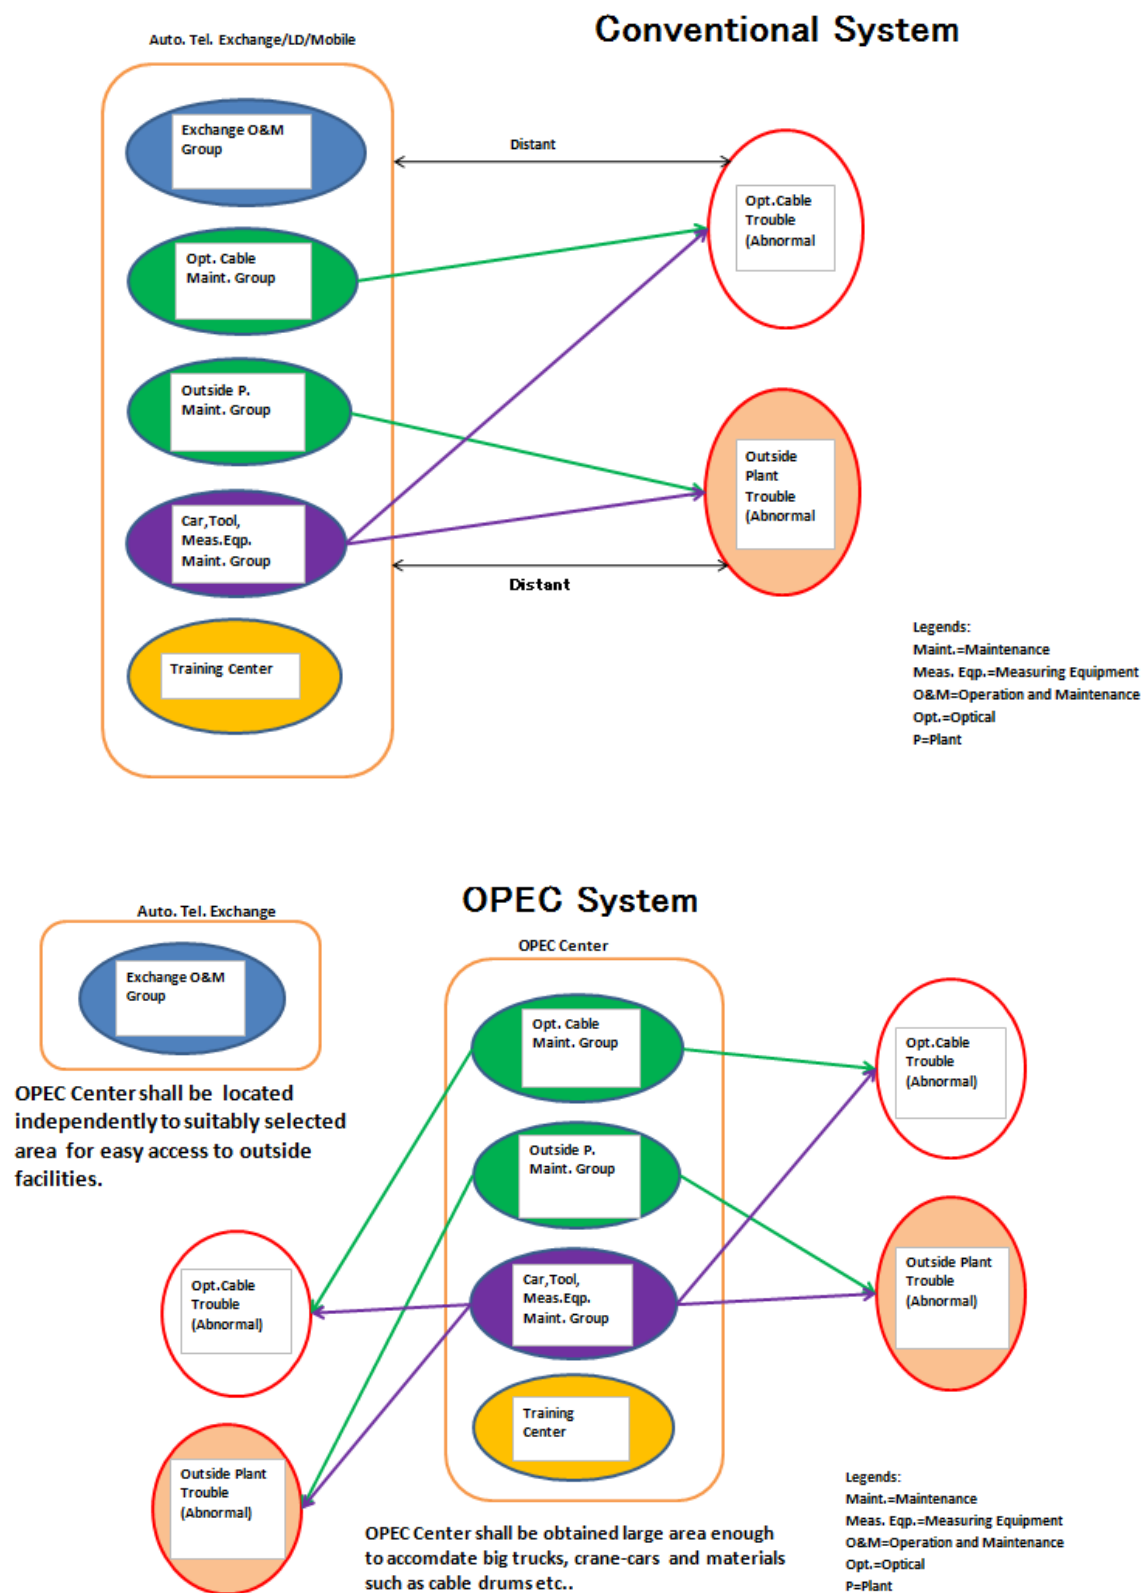 Conventional System
Auto. Tel. Exchange/LD/Mobile
Exchange O&M
Group
Distant
Opt.Cable
Trouble
(Abnormal
Opt. Cable
Maint. Group
Outside P.
Maint. Group
Outside
Plant
Trouble
(Abnormal
Car,Tool,
Meas.Eqp.
Maint. Group
Distant
Training Center
Legends:
Maint.=Maintenance
Meas. Eqp.=Measuring Equipment
O&M=Operation and Maintenance
Opt.=Optical
P=Plant
OPEC System
Auto. Tel. Exchange
Exchange O&M
Group
OPEC Center shall be located
independently to suitably selected
area for easy access to outside
facilities.
OPEC Center
Opt. Cable
Maint. Group
Outside P.
Maint. Group
Car,Tool,
Meas.Eqp.
Maint. Group
Training
Center
Opt.Cable
Trouble
(Abnormal)
Outside Plant
Trouble
(Abnormal)
Opt.Cable
Trouble
(Abnormal)
Outside Plant
Trouble
(Abnormal)
OPEC Center shall be obtained large area enough
to accomdate big trucks, crane-cars and materials
such as cable drums etc..
Legends:
Maint.=Maintenance
Meas. Eqp.=Measuring Equipment
O&M=Operation and Maintenance
Opt.=Optical
P=Plant